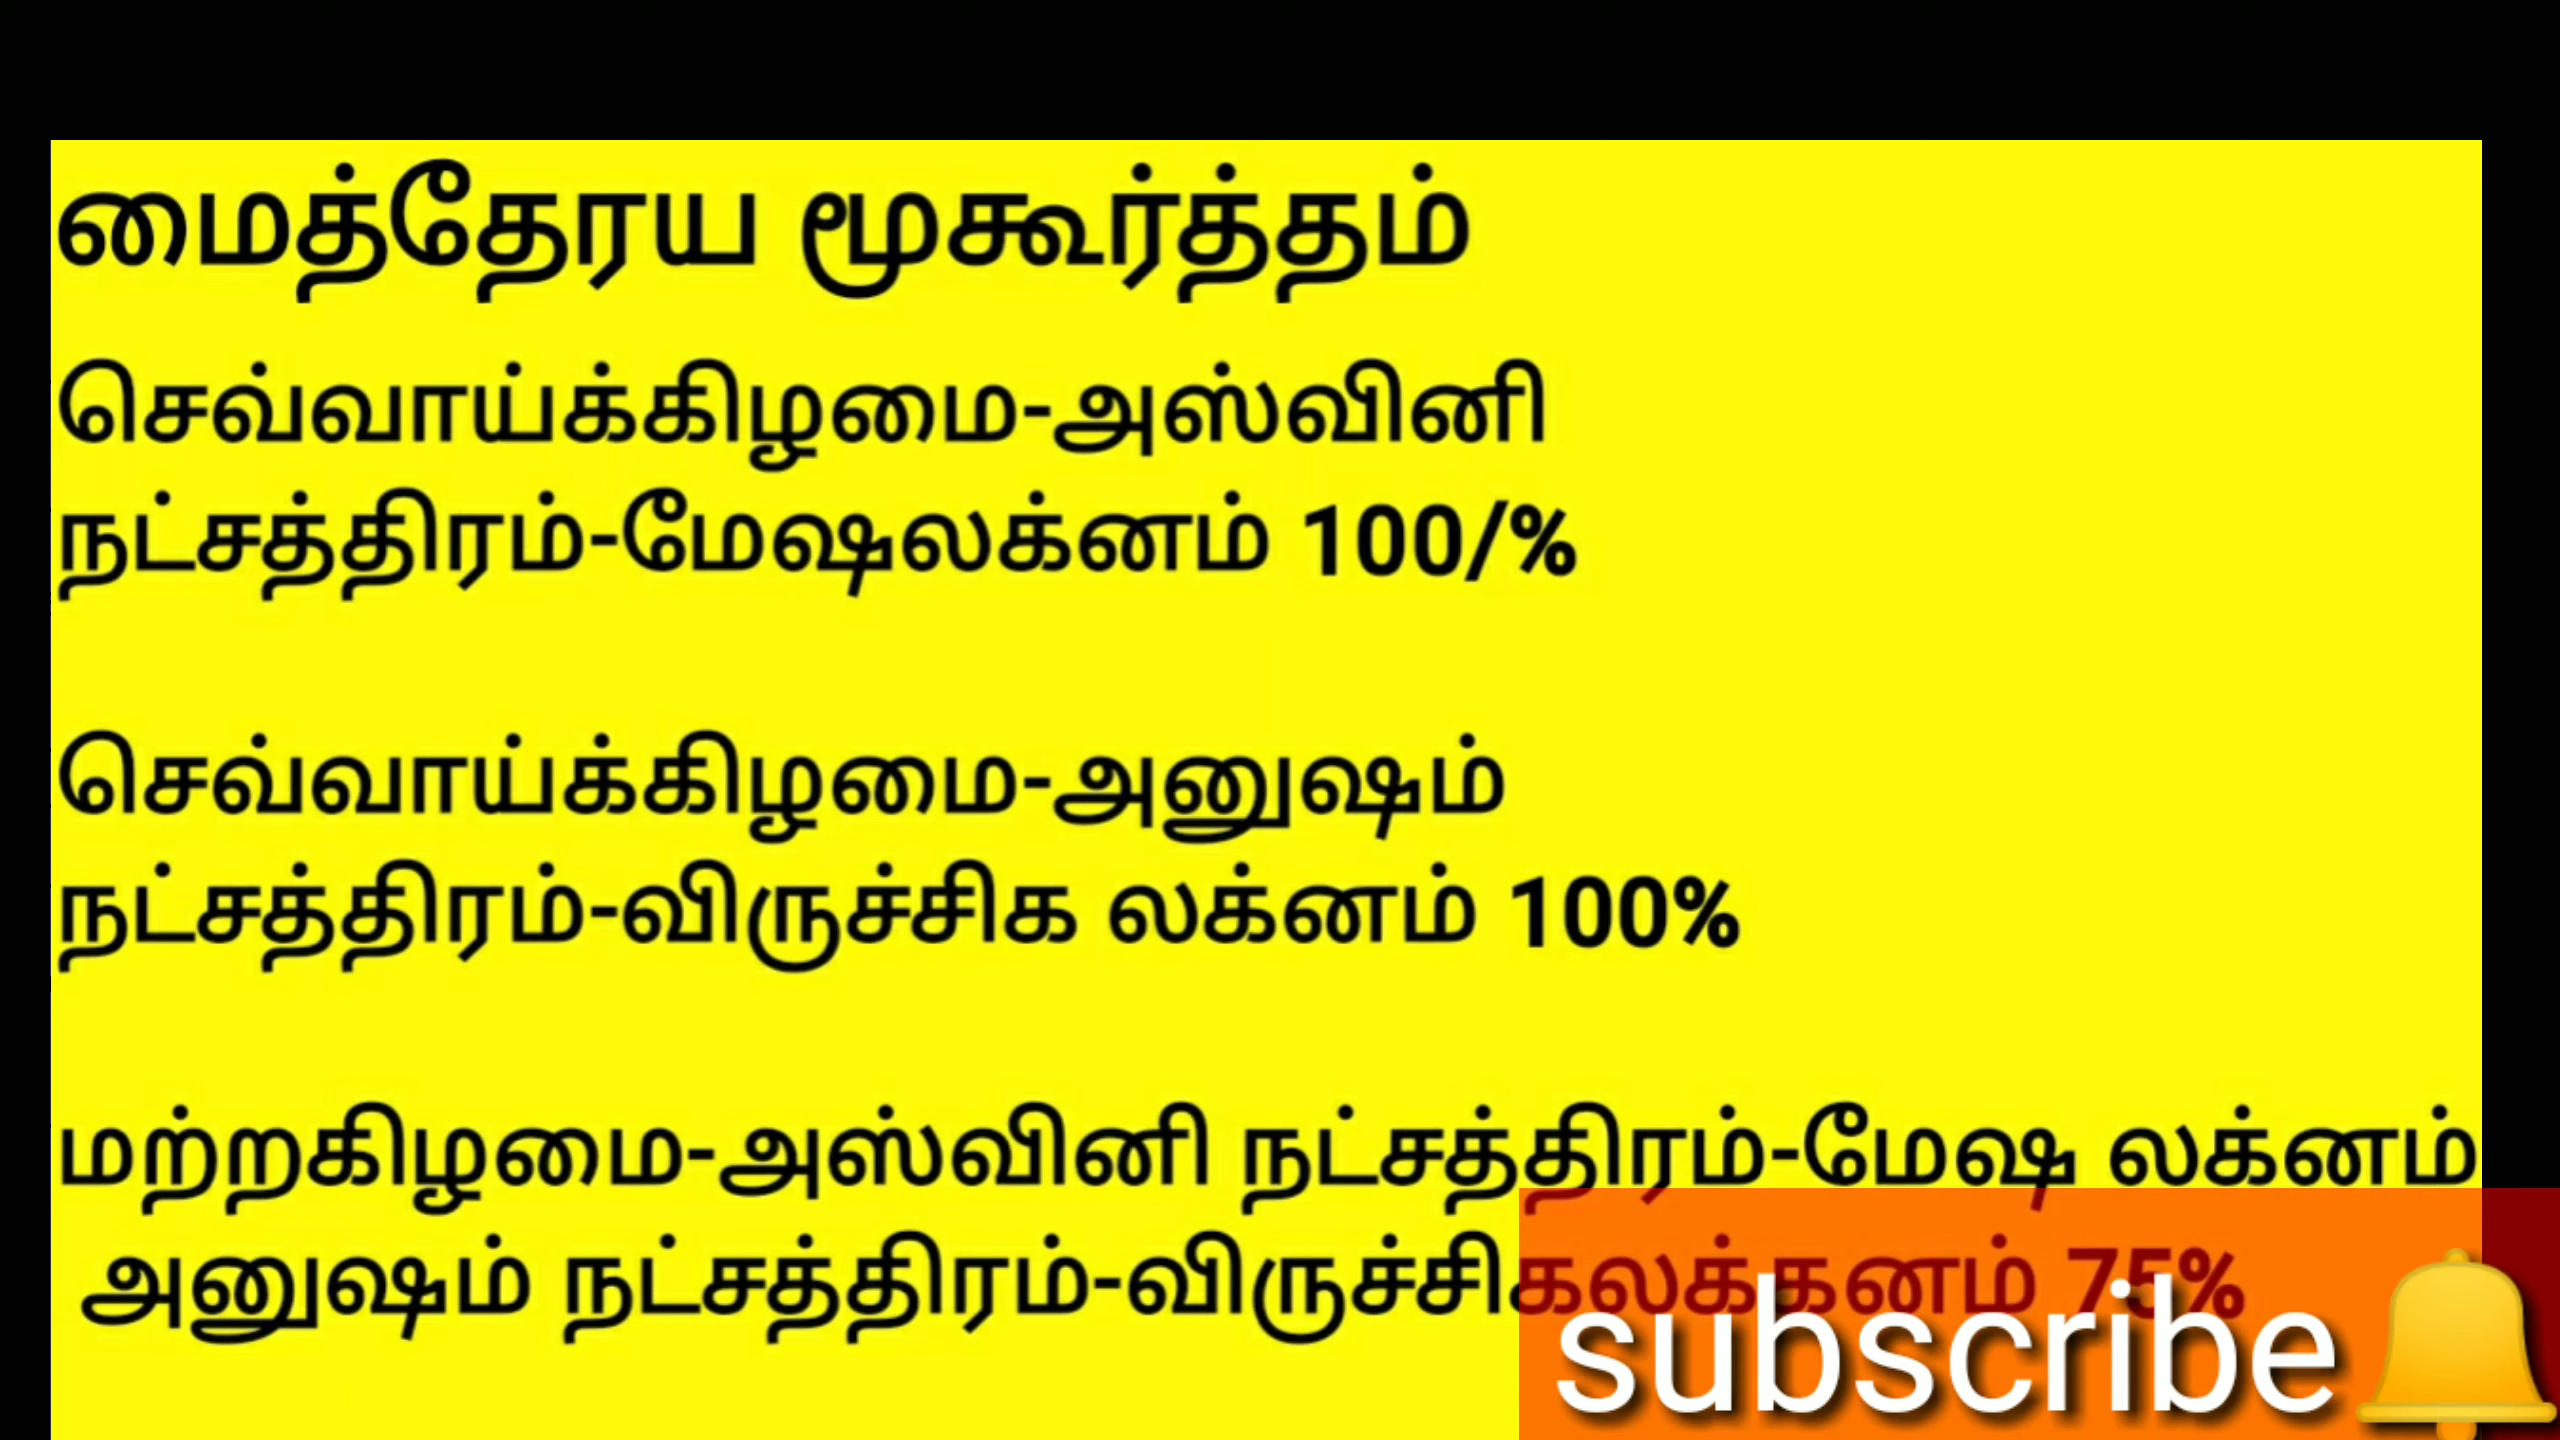 மைத்தேரய மூகூர்த்தம்
செவ்வாய்க்கிழமை-அஸ்வினி
நட்சத்திரம்-மேஷலக்னம் 100/%
செவ்வாய்க்கிழமை-அனுஷம்
நட்சத்திரம்-விருச்சிக லக்னம் 100%
மற்றகிழமை-அஸ்வினி நட்சத்திரம்-மேஷ லக்னம்
அனுஷம் நட்சத்திரம்-விருச்சிகலக்கனம் 75%
subscribe